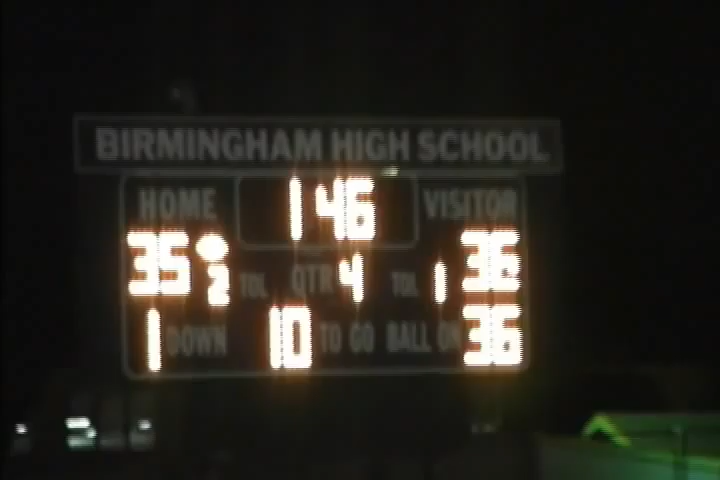 BIRMINGHAM HIGH SCHOOL
HOME 1 46 VISITOR
35 2 TOL QTR 4 TOL 1 36
1 DOWN 10 TO GO BALL ON 36